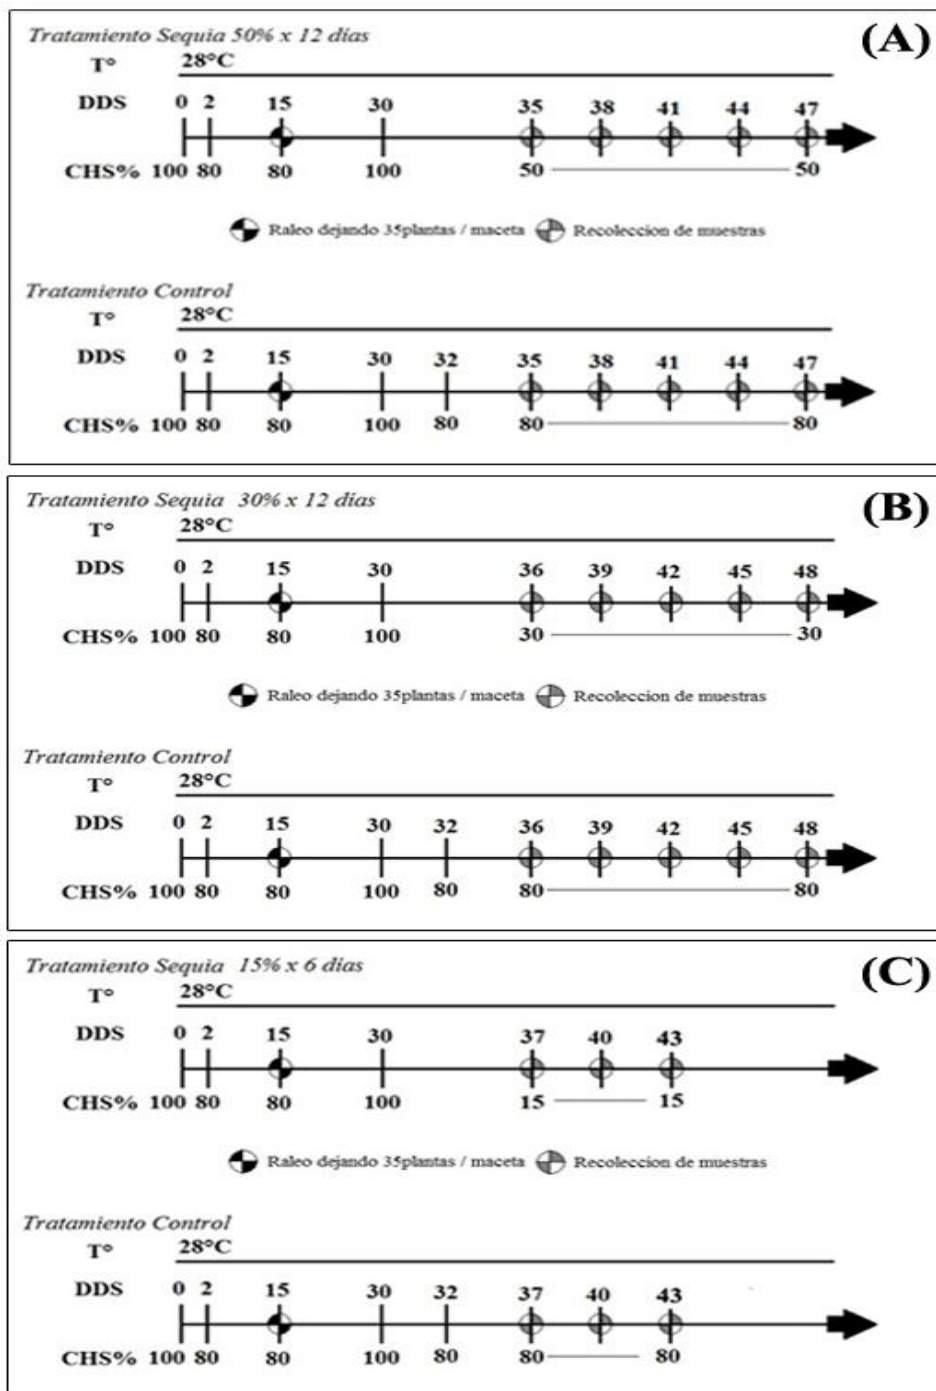 Tratamiento Sequia 50% x 12 días
(A)
T° 28°C
DDS 0 2 15 30 35 38 41 44 47
CHS% 100 80 80 100 50 50
Raleo dejando 35plantas / maceta Recoleccion de muestras
Tratamiento Control
T° 28°C
DDS 0 2 15 30 32 35 38 41 44 47
CHS% 100 80 80 100 80 80 80
Tratamiento Sequia 30% x 12 días
(B)
T° 28°C
DDS 0 2 15 30 36 39 42 45 48
CHS% 100 80 80 100 30 30
Raleo dejando 35plantas / maceta Recoleccion de muestras
Tratamiento Control
T° 28°C
DDS 0 2 15 30 32 36 39 42 45 48
CHS% 100 80 80 100 80 80 80
Tratamiento Sequia 15% x 6 días
(C)
T° 28°C
DDS 0 2 15 30 37 40 43
CHS% 100 80 80 100 15 15
Raleo dejando 35plantas / maceta Recoleccion de muestras
Tratamiento Control
T° 28°C
DDS 0 2 15 30 32 37 40 43
CHS% 100 80 80 100 80 80 80